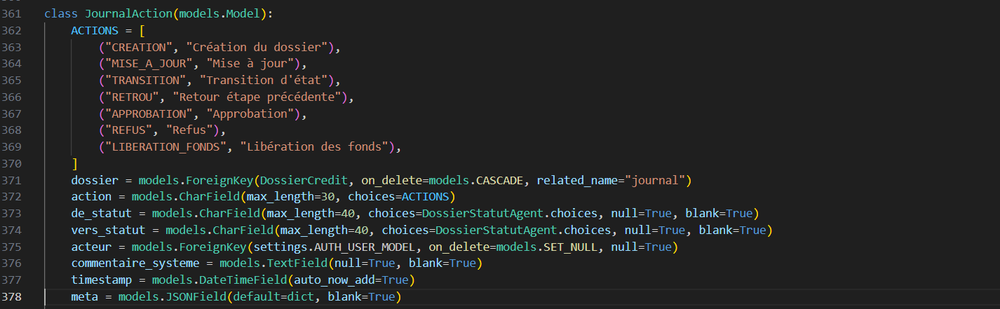 361 class JournalAction(models.Model):
362 ACTIONS = [
363 ("CREATION", "Création du dossier"),
364 ("MISE_A_JOUR", "Mise à jour"),
365 ("TRANSITION", "Transition d'état"),
366 ("RETROU", "Retour étape précédente"),
367 ("APPROBATION", "Approbation"),
368 ("REFUS", "Refus"),
369 ("LIBERATION_FONDS", "Libération des fonds"),
370 ]
371 dossier = models.ForeignKey(DossierCredit, on_delete=models.CASCADE, related_name="journal")
372 action = models.CharField(max_length=30, choices=ACTIONS)
373 de_statut = models.CharField(max_length=40, choices=DossierStatutAgent.choices, null=True, blank=True)
374 vers_statut = models.CharField(max_length=40, choices=DossierStatutAgent.choices, null=True, blank=True)
375 acteur = models.ForeignKey(settings.AUTH_USER_MODEL, on_delete=models.SET_NULL, null=True)
376 commentaire_systeme = models.TextField(null=True, blank=True)
377 timestamp = models.DateTimeField(auto_now_add=True)
378 meta = models.JSONField(default=dict, blank=True)